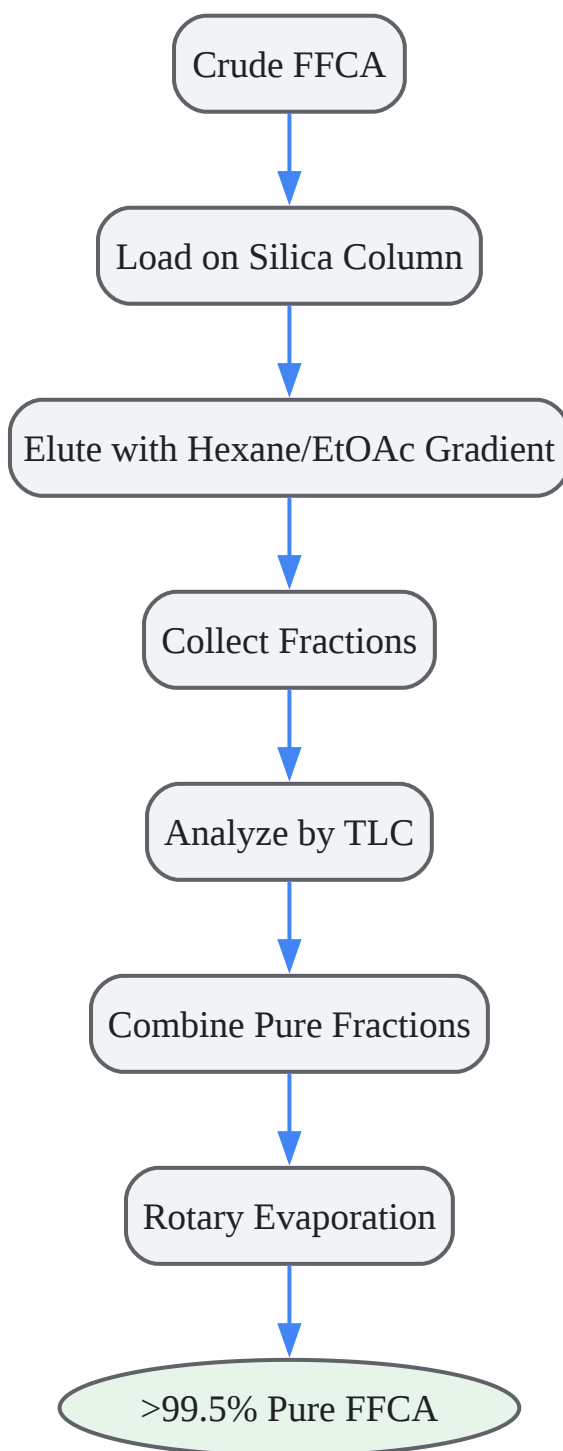 Crude FFCA
Load on Silica Column
Elute with Hexane/EtOAc Gradient
Collect Fractions
Analyze by TLC
Combine Pure Fractions
Rotary Evaporation
>99.5% Pure FFCA